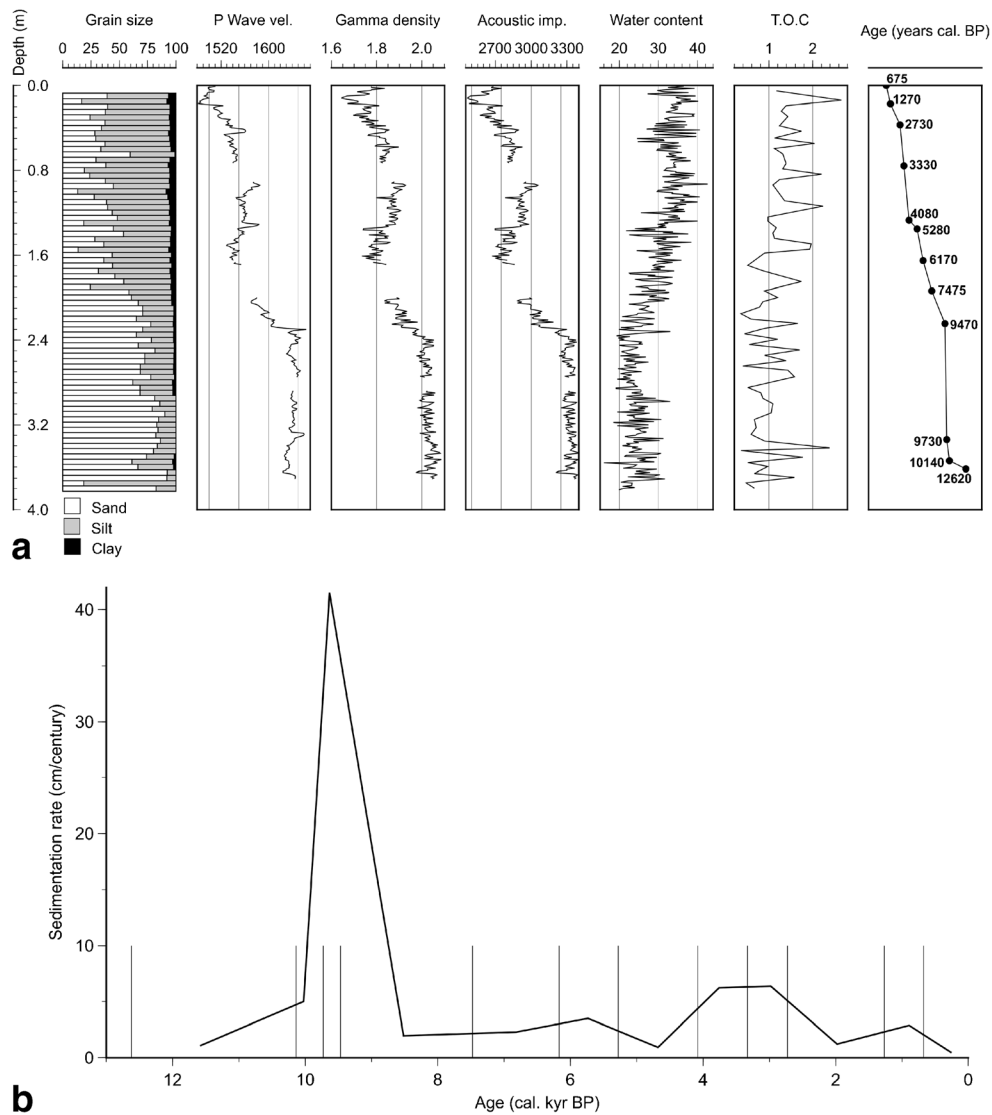 Grain size P Wave vel. Gamma density Acoustic imp. Water content T.O.C Age (years cal. BP)
Depth (m)
0 25 50 75 100 1520 1600 1.6 1.8 2.0 2700 3000 3300 20 30 40 1 2
0.0
675
1270
2730
0.8
3330
4080
5280
1.6
6170
7475
9470
2.4
3.2
9730
10140
12620
4.0
Sand
Silt
Clay
a
40
30
20
10
0
Sedimentation rate (cm/century)
12 10 8 6 4 2 0
Age (cal. kyr BP)
b